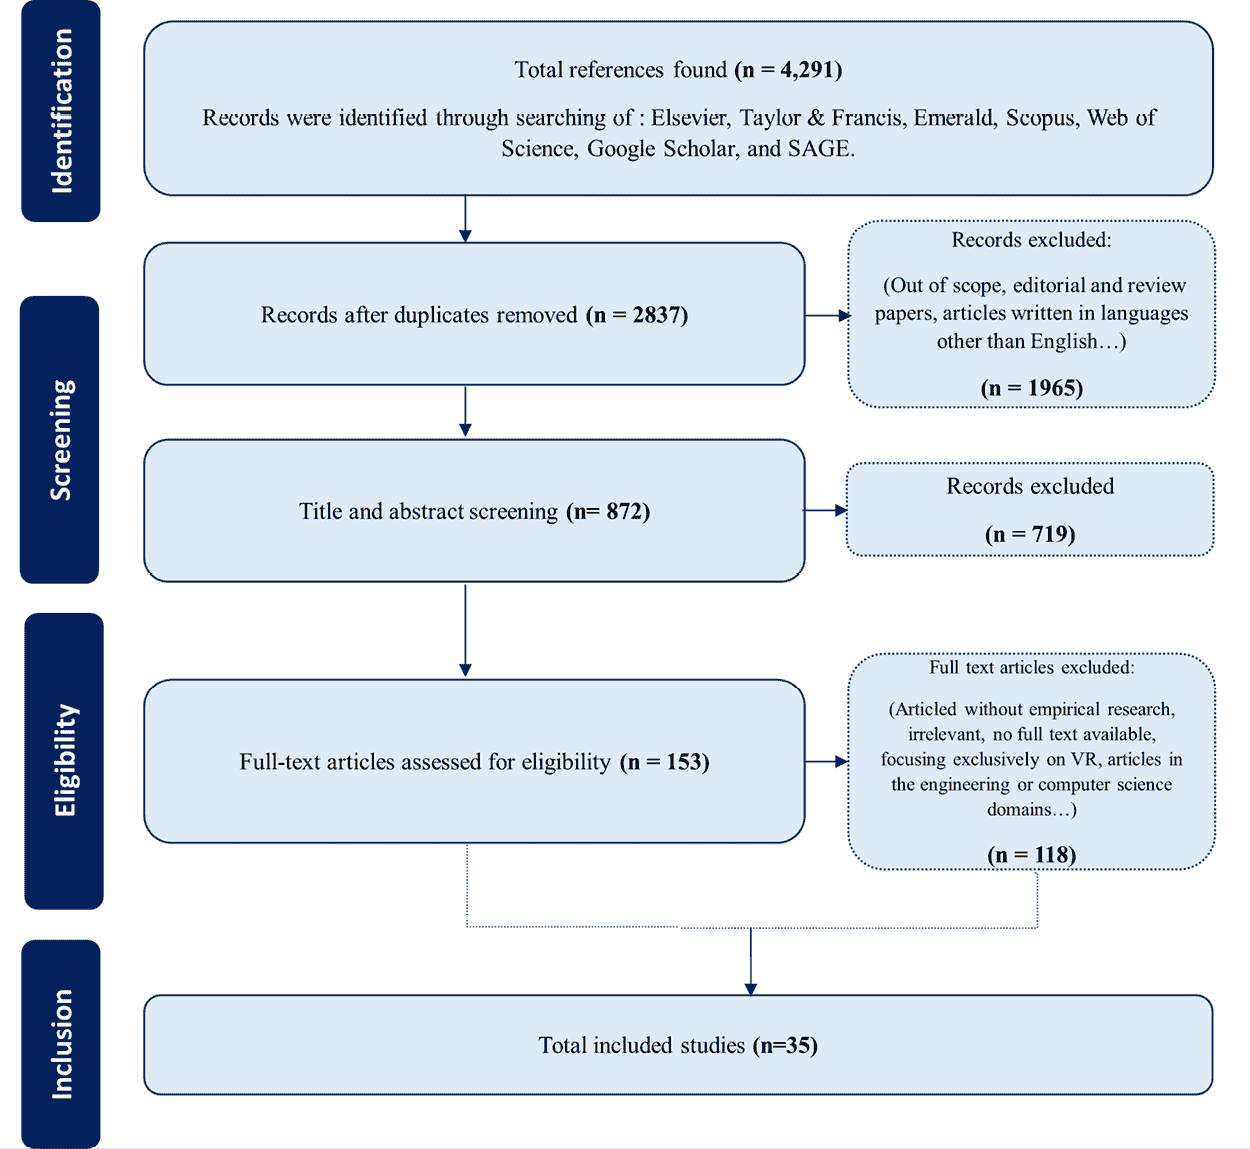 Identification
Total references found (n = 4,291)
Records were identified through searching of : Elsevier, Taylor & Francis, Emerald, Scopus, Web of
Science, Google Scholar, and SAGE.
Screening
Records after duplicates removed (n = 2837)
Records excluded:
(Out of scope, editorial and review
papers, articles written in languages
other than English…)
(n = 1965)
Title and abstract screening (n= 872)
Records excluded
(n = 719)
Eligibility
Full-text articles assessed for eligibility (n = 153)
Full text articles excluded:
(Articled without empirical research,
irrelevant, no full text available,
focusing exclusively on VR, articles in
the engineering or computer science
domains…)
(n = 118)
Inclusion
Total included studies (n=35)